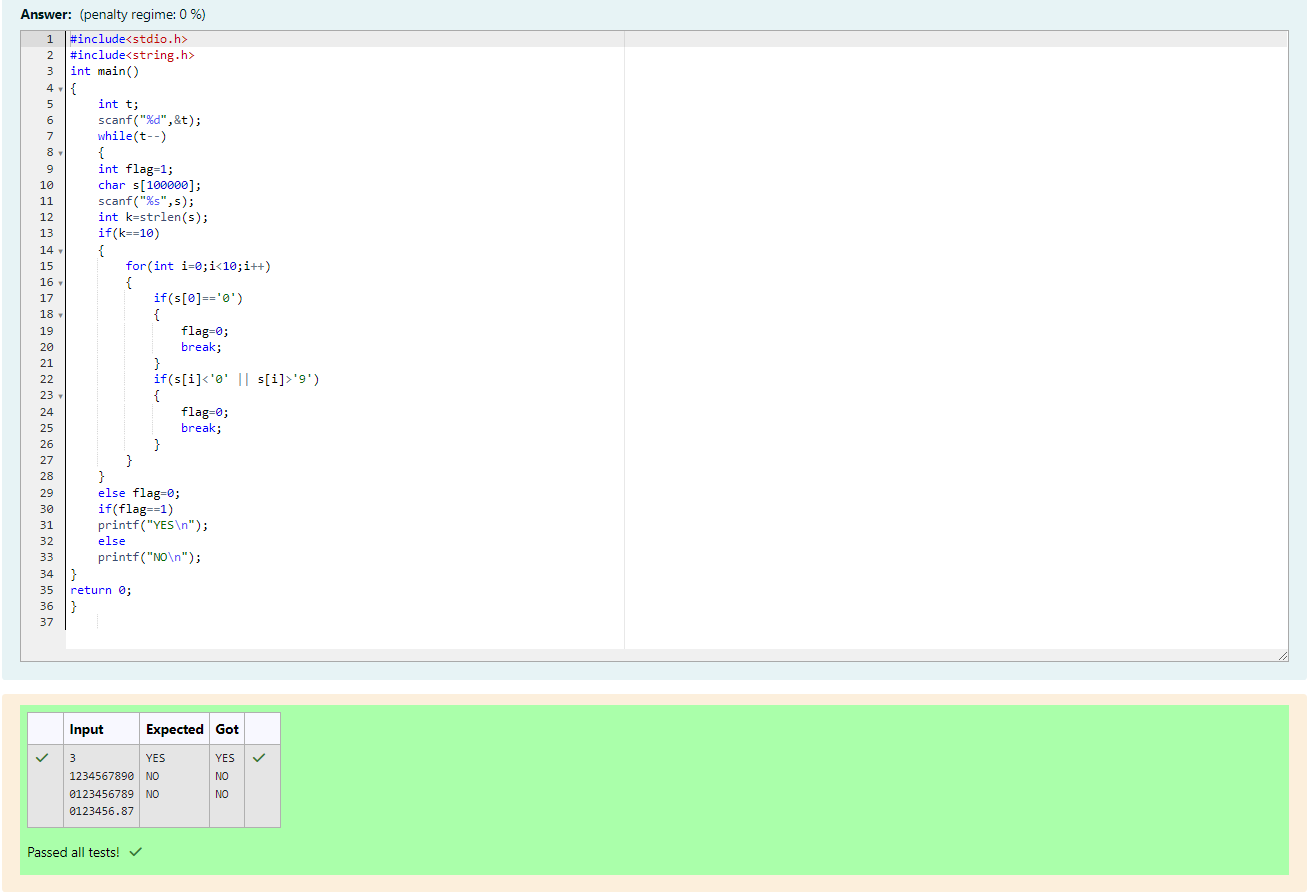 Answer: (penalty regime: 0 %)
1 #include<stdio.h>
2 #include<string.h>
3 int main()
4 {
5     int t;
6     scanf("%d",&t);
7     while(t--)
8     {
9     int flag=1;
10     char s[100000];
11     scanf("%s",s);
12     int k=strlen(s);
13     if(k==10)
14     {
15         for(int i=0;i<10;i++)
16         {
17             if(s[0]=='0')
18             {
19                 flag=0;
20                 break;
21             }
22             if(s[i]<'0' || s[i]>'9')
23             {
24                 flag=0;
25                 break;
26             }
27         }
28     }
29     else flag=0;
30     if(flag==1)
31     printf("YES\n");
32     else
33     printf("NO\n");
34 }
35 return 0;
36 }
37
Input Expected Got
3 YES YES
1234567890 NO NO
0123456789 NO NO
0123456.87
Passed all tests!